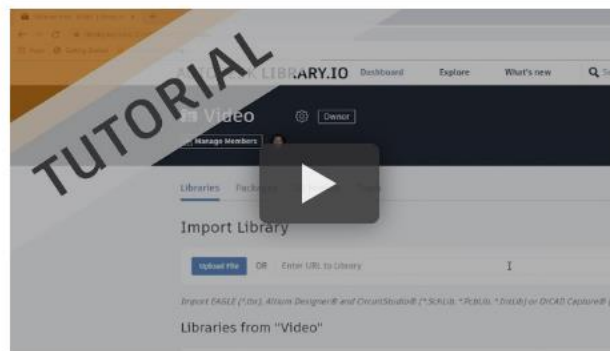 TUTORIAL
LIBRARY.IO Dashboard Explore What's new
Video Owner
Manage Members
Libraries
Import Library
Upload File OR Enter URL to Library
Import EAGLE (*.lbr), Altium Designer® and CircuitStudio® (*.SchLib, *.PcbLib, *.IntLib) or OrCAD Capture®
Libraries from "Video"